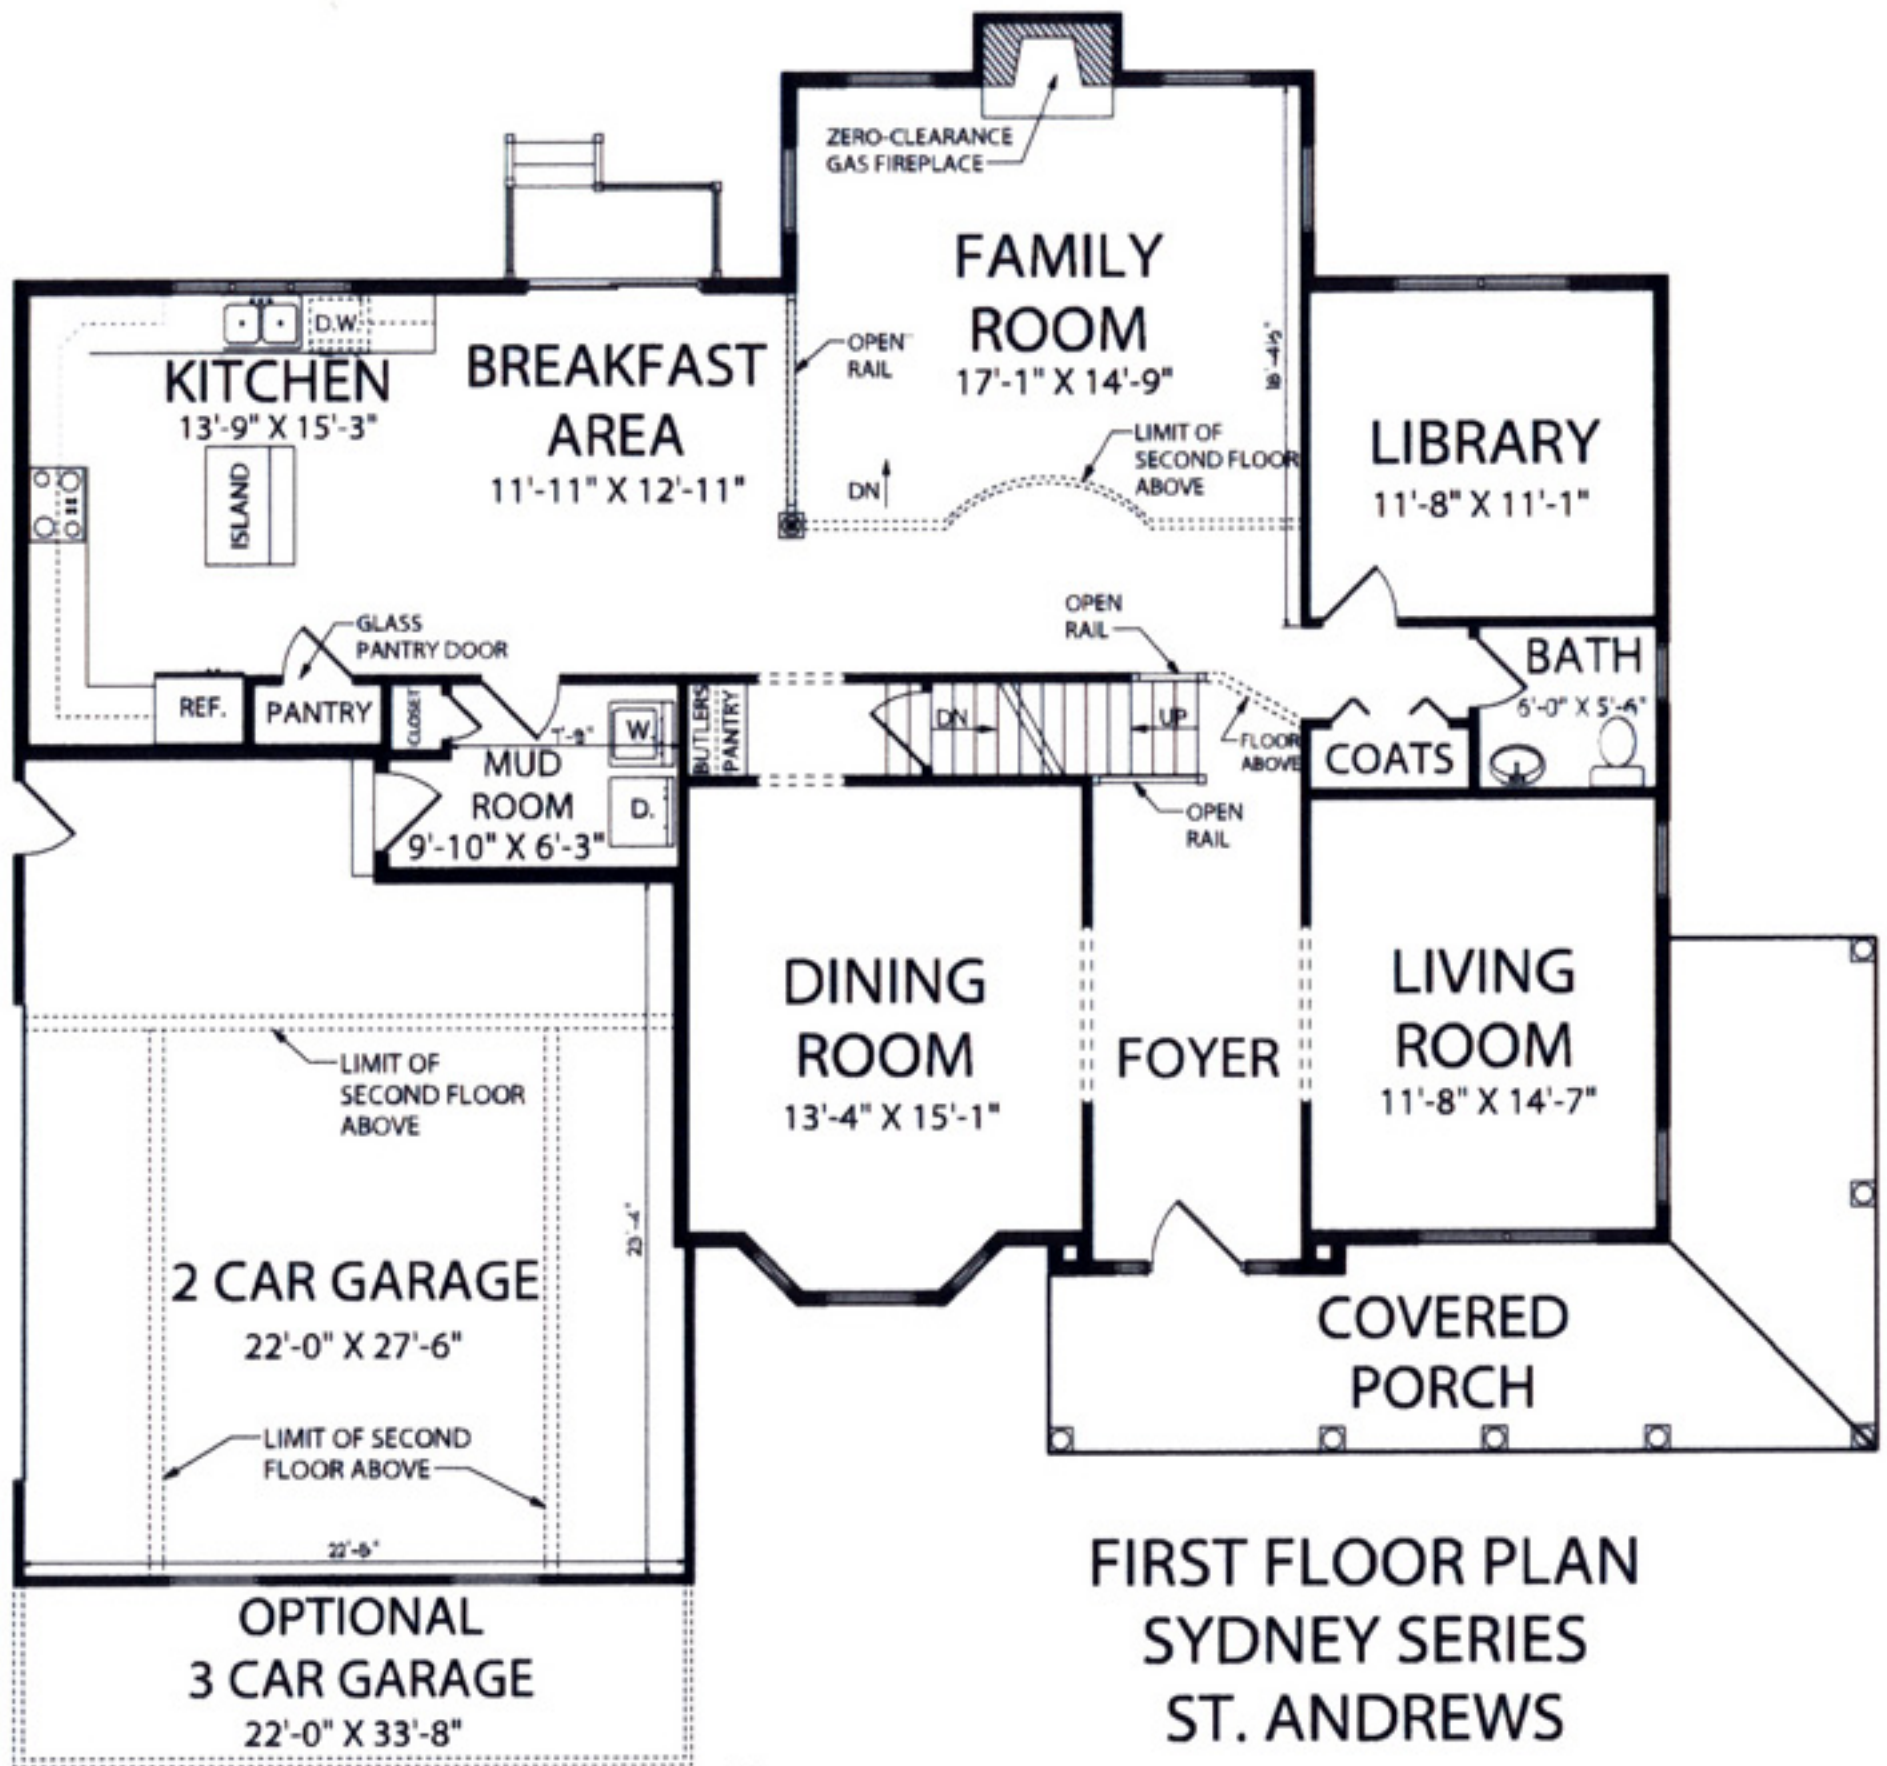 ZERO-CLEARANCE
GAS FIREPLACE
FAMILY
ROOM
17'-1" X 14'-9"
18'-4½"
OPEN
RAIL
DN
LIMIT OF
SECOND FLOOR
ABOVE
D.W
KITCHEN
13'-9" X 15'-3"
ISLAND
BREAKFAST
AREA
11'-11" X 12'-11"
LIBRARY
11'-8" X 11'-1"
GLASS
PANTRY DOOR
REF.
PANTRY
CLOSET
OPEN
RAIL
BATH
6'-0" X 5'-6"
W.
D.
MUD
ROOM
9'-10" X 6'-3"
BUTLERS
PANTRY
DN
UP
FLOOR
ABOVE
COATS
OPEN
RAIL
DINING
ROOM
13'-4" X 15'-1"
FOYER
LIVING
ROOM
11'-8" X 14'-7"
LIMIT OF
SECOND FLOOR
ABOVE
23'-4"
2 CAR GARAGE
22'-0" X 27'-6"
LIMIT OF SECOND
FLOOR ABOVE
COVERED
PORCH
OPTIONAL
3 CAR GARAGE
22'-0" X 33'-8"
FIRST FLOOR PLAN
SYDNEY SERIES
ST. ANDREWS